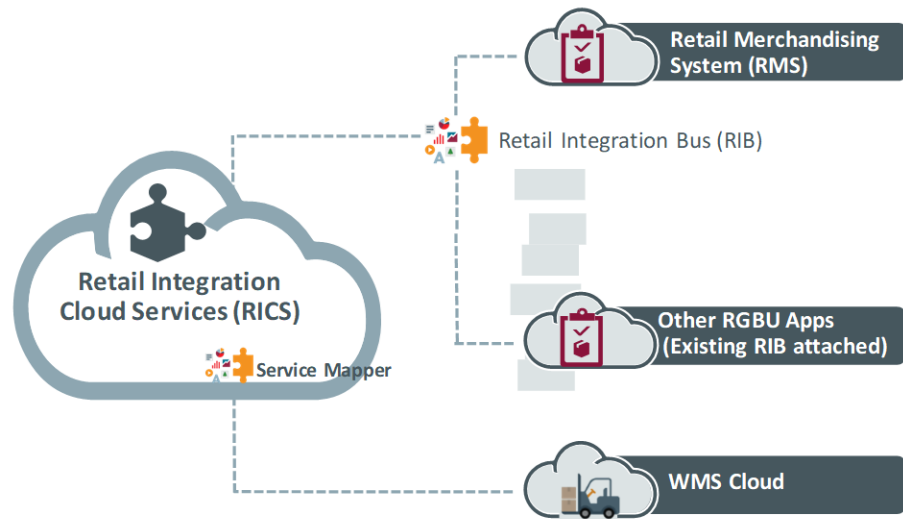 Retail Merchandising
System (RMS)
Retail Integration Bus (RIB)
Retail Integration
Cloud Services (RICS)
Other RGBU Apps
(Existing RIB attached)
Service Mapper
WMS Cloud